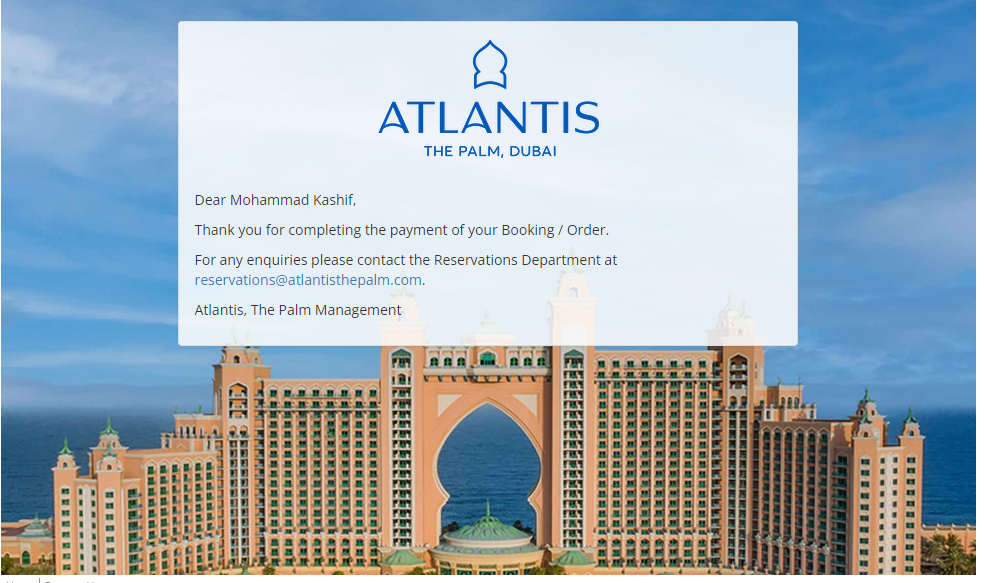 ATLANTIS
THE PALM, DUBAI
Dear Mohammad Kashif,
Thank you for completing the payment of your Booking / Order.
For any enquiries please contact the Reservations Department at
reservations@atlantisthepalm.com.
Atlantis, The Palm Management